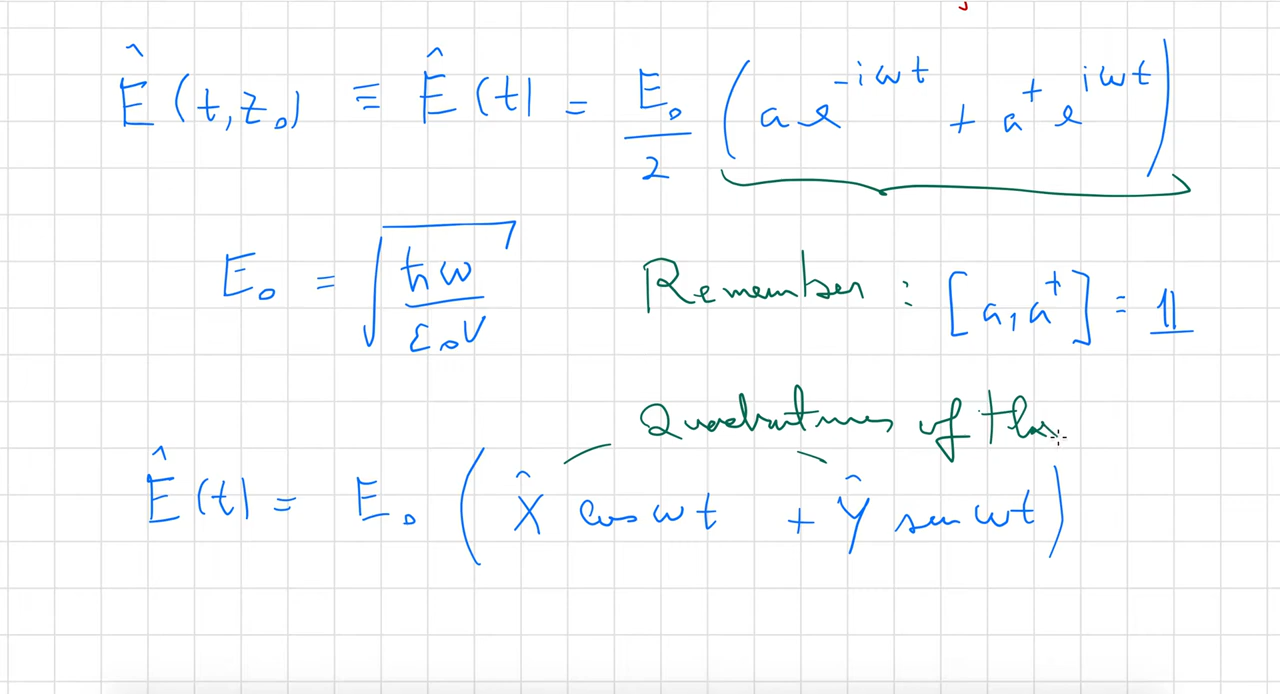 Ê(t,z₀) ≡ Ê(t) = E₀/2 (a e^{-iωt} + a† e^{iωt})
E₀ = √(ħω/ε₀V) Remember : [a, a†] = 𝟙
Quadratures of the
Ê(t) = E₀ (X̂ cos ωt + Ŷ sin ωt)